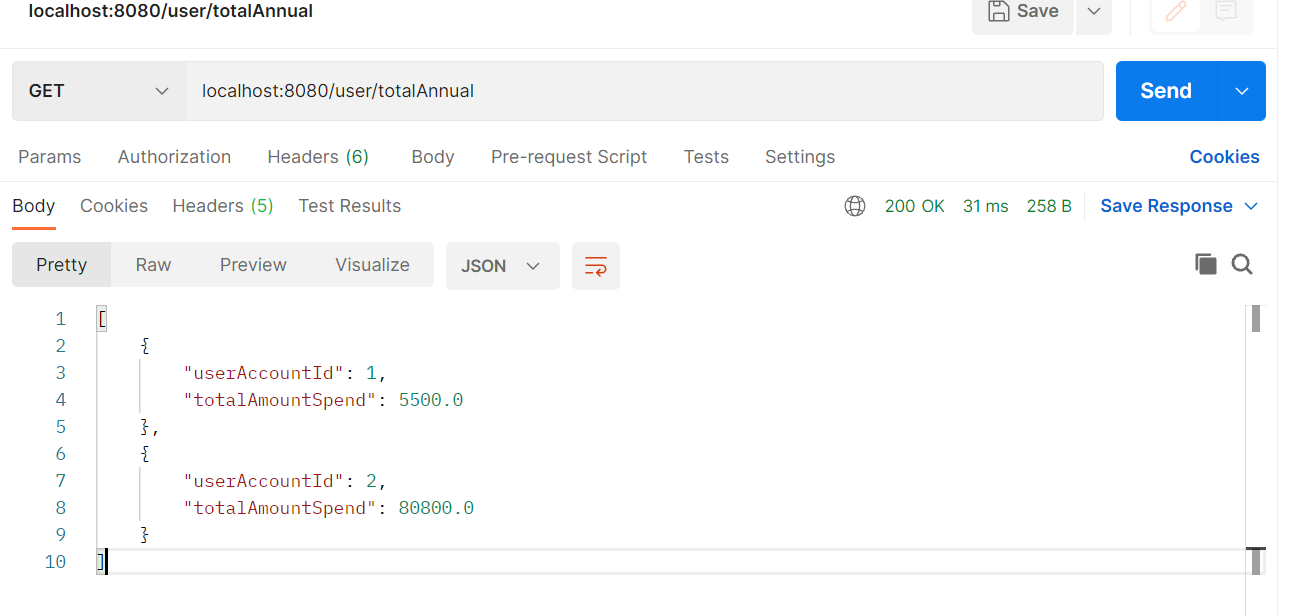 localhost:8080/user/totalAnnual
Save
GET
localhost:8080/user/totalAnnual
Send
Params Authorization Headers (6) Body Pre-request Script Tests Settings Cookies
Body Cookies Headers (5) Test Results 200 OK 31 ms 258 B Save Response
Pretty Raw Preview Visualize JSON
1 [
2 {
3 "userAccountId": 1,
4 "totalAmountSpend": 5500.0
5 },
6 {
7 "userAccountId": 2,
8 "totalAmountSpend": 80800.0
9 }
10 ]